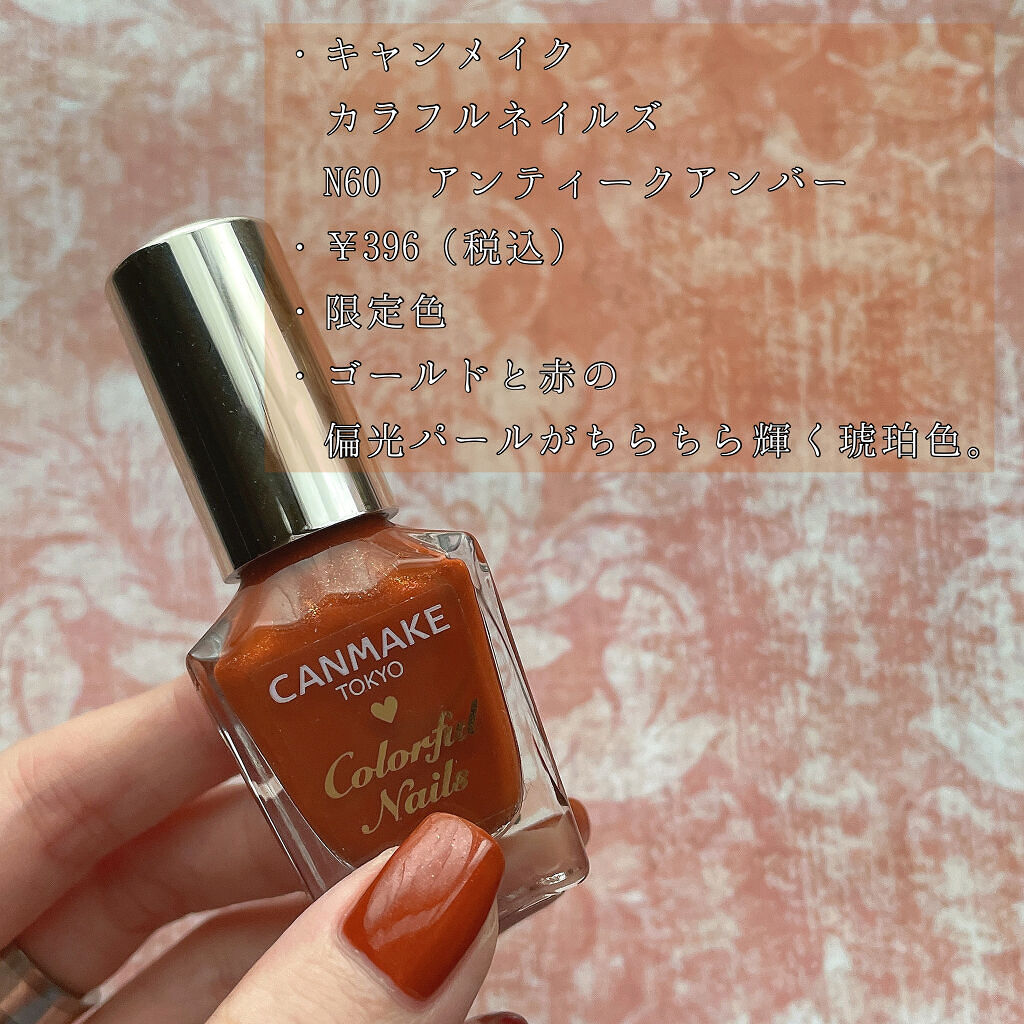 ・キャンメイク
カラフルネイルズ
N60　アンティークアンバー
・￥396（税込）
・限定色
・ゴールドと赤の
偏光パールがちらちら輝く琥珀色。
CANMAKE
TOKYO
Colorful
Nails